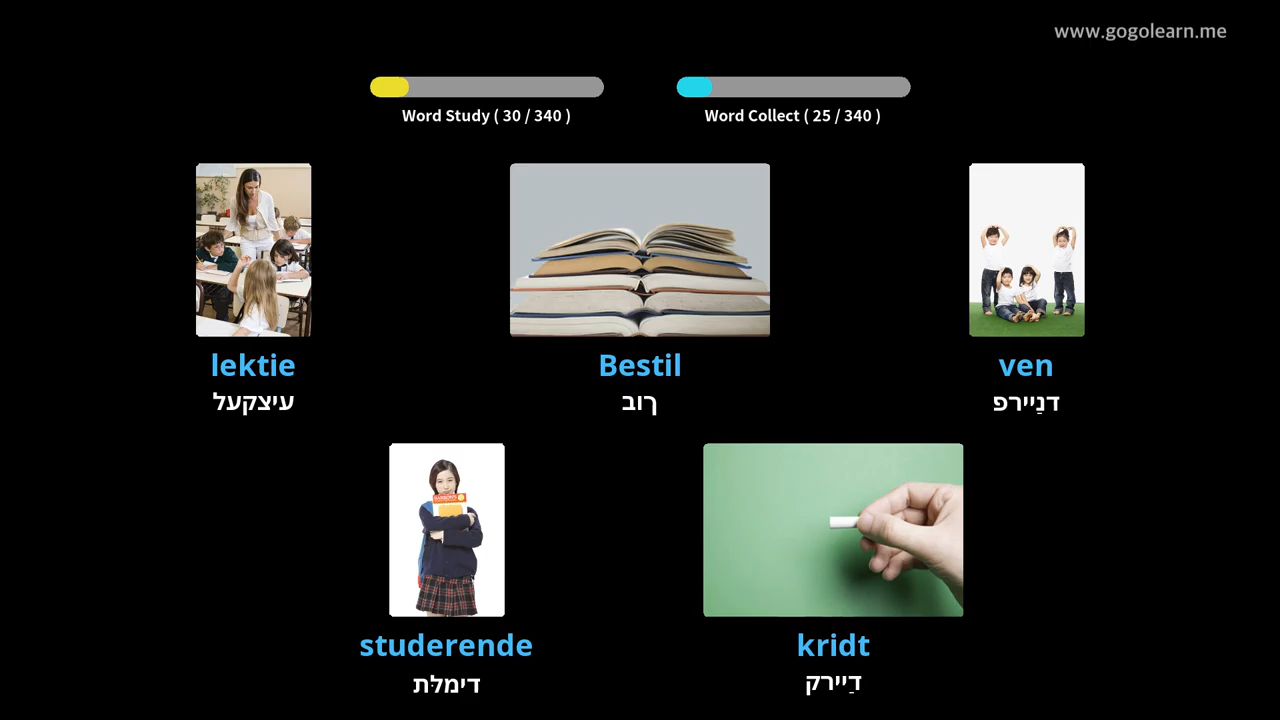 www.gogolearn.me
Word Study ( 30 / 340 )
Word Collect ( 25 / 340 )
lektie
עיצקעל
Bestil
ךוב
ven
דנַיירפ
studerende
דימלּת
kridt
דַיירק